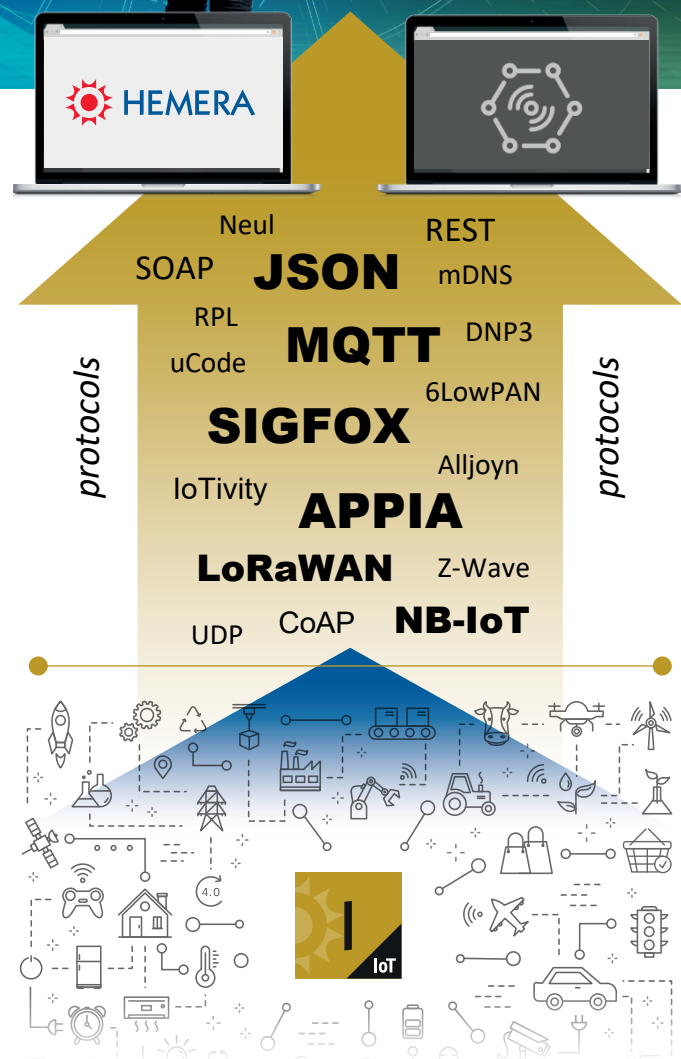 HEMERA
Neul
REST
SOAP
JSON
mDNS
RPL
MQTT
DNP3
uCode
6LowPAN
SIGFOX
Alljoyn
IoTivity
APPIA
LoRaWAN
Z-Wave
UDP
CoAP
NB-IoT
protocols
protocols
4.0
I
IoT